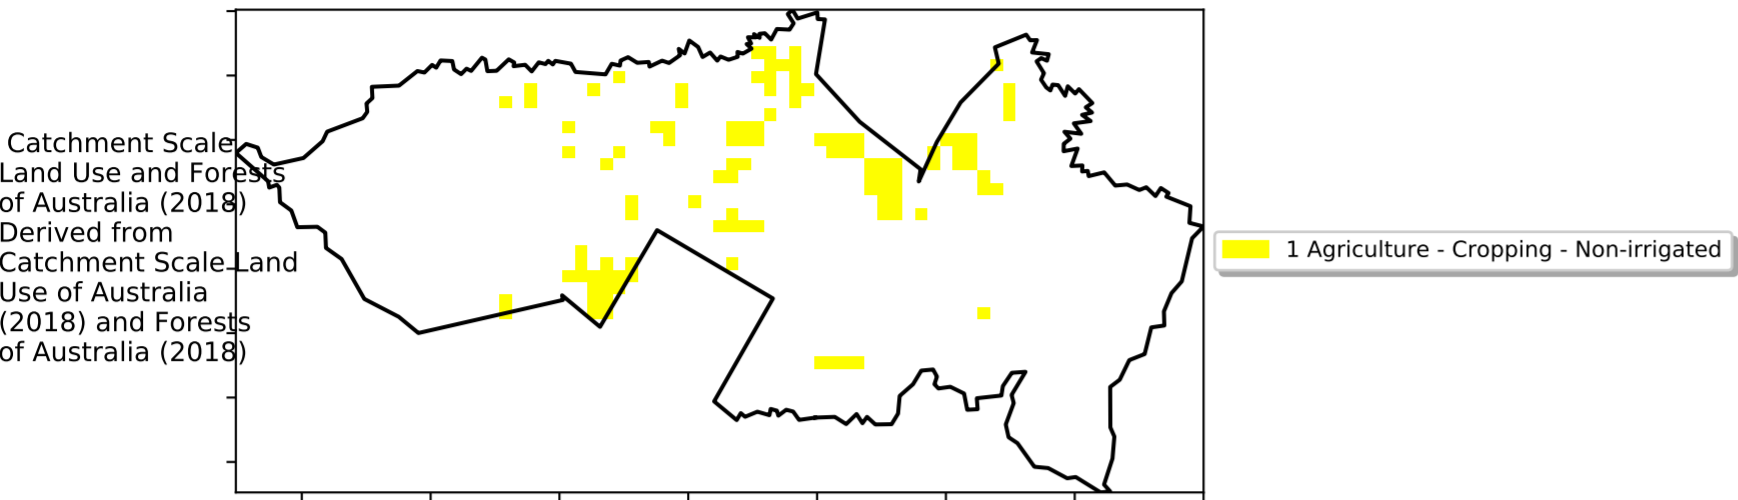 Catchment Scale
Land Use and Forests
of Australia (2018)
Derived from
Catchment Scale Land
Use of Australia
(2018) and Forests
of Australia (2018)
1 Agriculture - Cropping - Non-irrigated